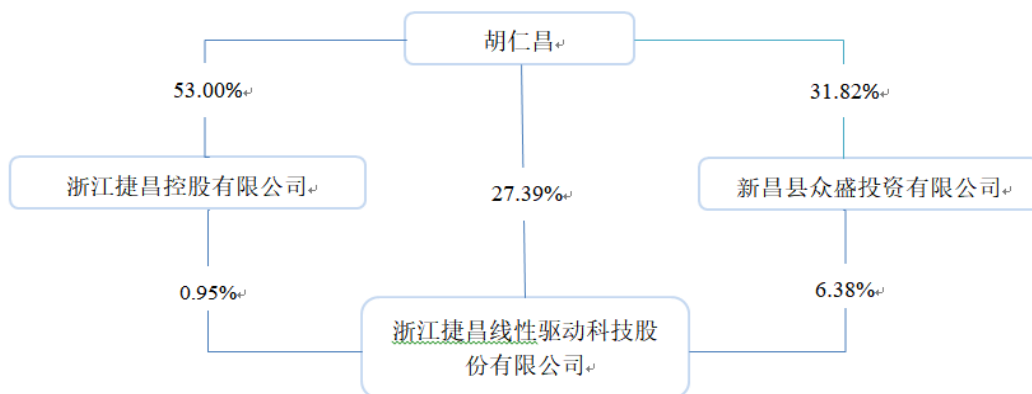 胡仁昌
53.00%
31.82%
浙江捷昌控股有限公司
27.39%
新昌县众盛投资有限公司
0.95%
6.38%
浙江捷昌线性驱动科技股
份有限公司